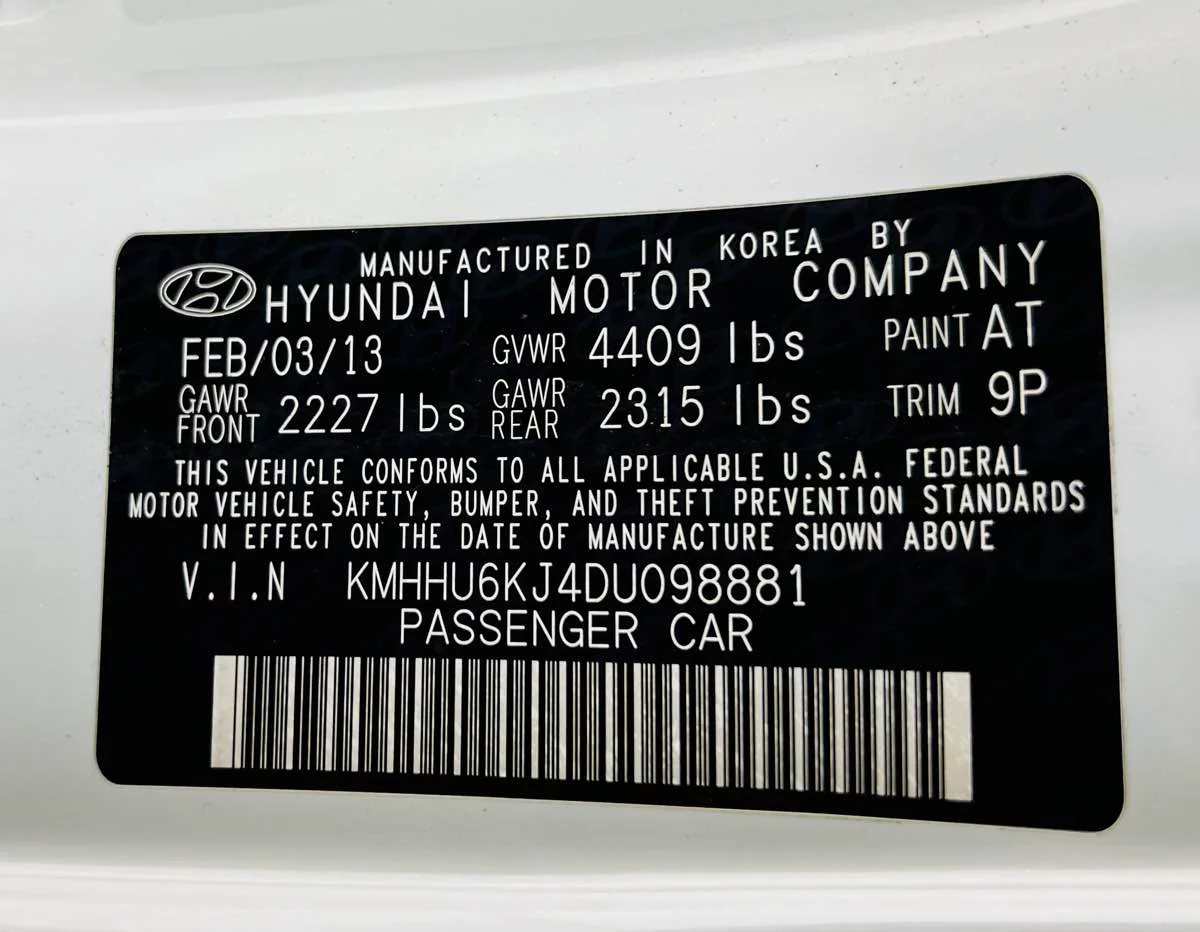 MANUFACTURED IN KOREA BY
HYUNDAI MOTOR COMPANY
FEB/03/13 GVWR 4409 lbs PAINT AT
GAWR FRONT 2227 lbs GAWR REAR 2315 lbs TRIM 9P
THIS VEHICLE CONFORMS TO ALL APPLICABLE U.S.A. FEDERAL
MOTOR VEHICLE SAFETY, BUMPER, AND THEFT PREVENTION STANDARDS
IN EFFECT ON THE DATE OF MANUFACTURE SHOWN ABOVE
V.I.N KMHHU6KJ4DU098881
PASSENGER CAR